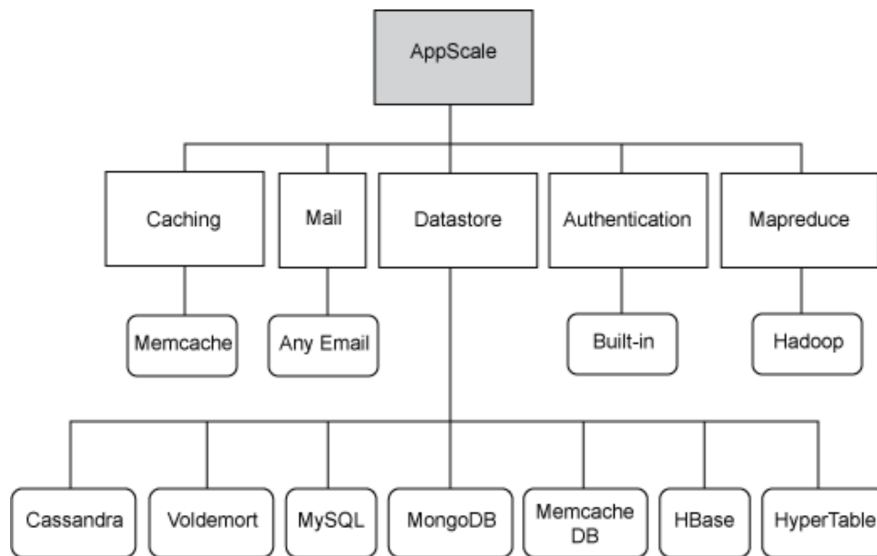 AppScale
Caching
Mail
Datastore
Authentication
Mapreduce
Memcache
Any Email
Built-in
Hadoop
Cassandra
Voldemort
MySQL
MongoDB
Memcache
DB
HBase
HyperTable